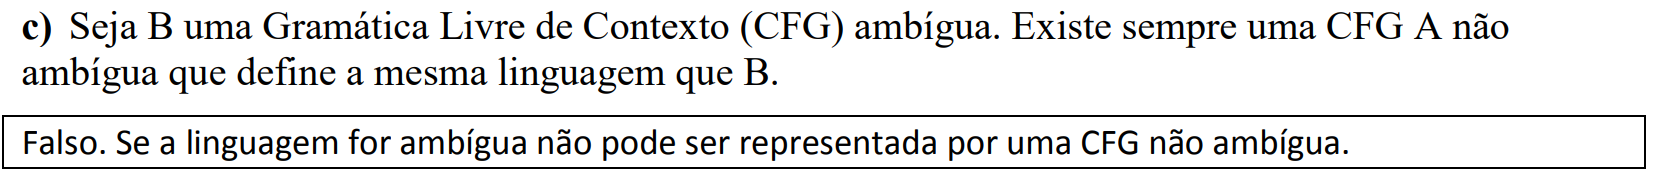 c) Seja B uma Gramática Livre de Contexto (CFG) ambígua. Existe sempre uma CFG A não
ambígua que define a mesma linguagem que B.
Falso. Se a linguagem for ambígua não pode ser representada por uma CFG não ambígua.